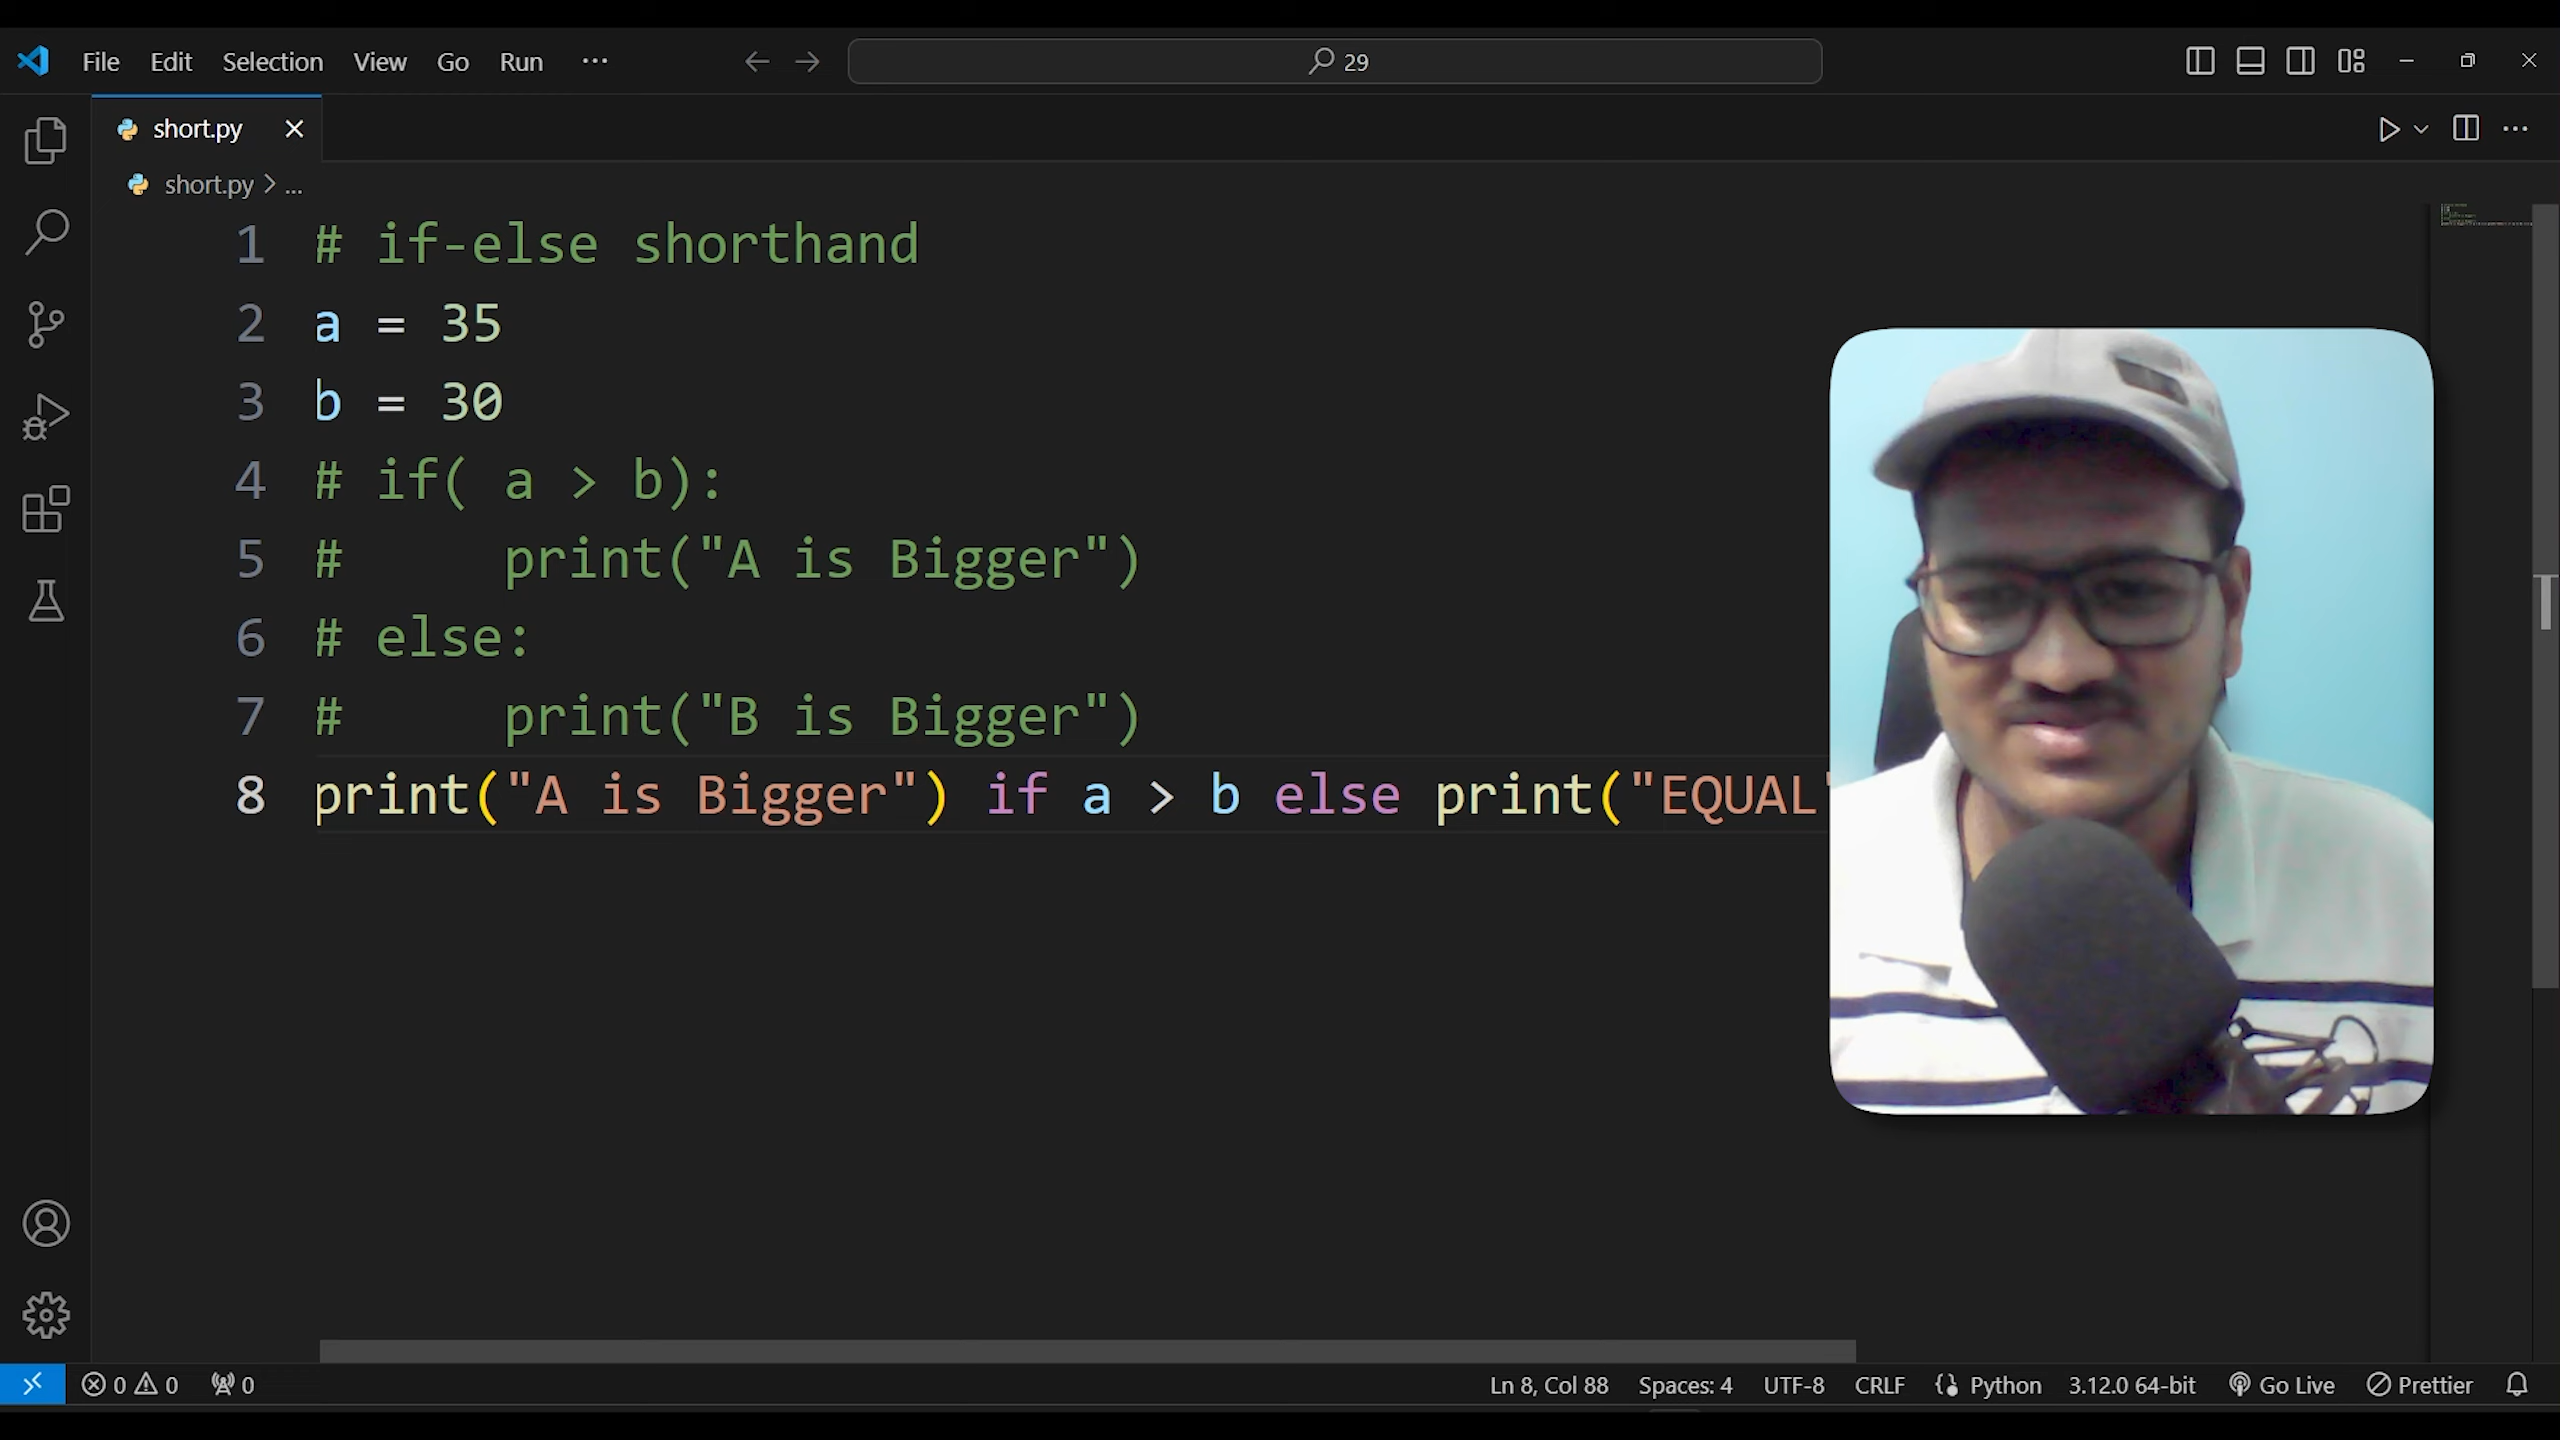 File Edit Selection View Go Run ··· 29
short.py
short.py > ...
1 # if-else shorthand
2 a = 35
3 b = 30
4 # if( a > b):
5 #     print("A is Bigger")
6 # else:
7 #     print("B is Bigger")
8 print("A is Bigger") if a > b else print("EQUAL"
0 0 0 Ln 8, Col 88 Spaces: 4 UTF-8 CRLF Python 3.12.0 64-bit Go Live Prettier